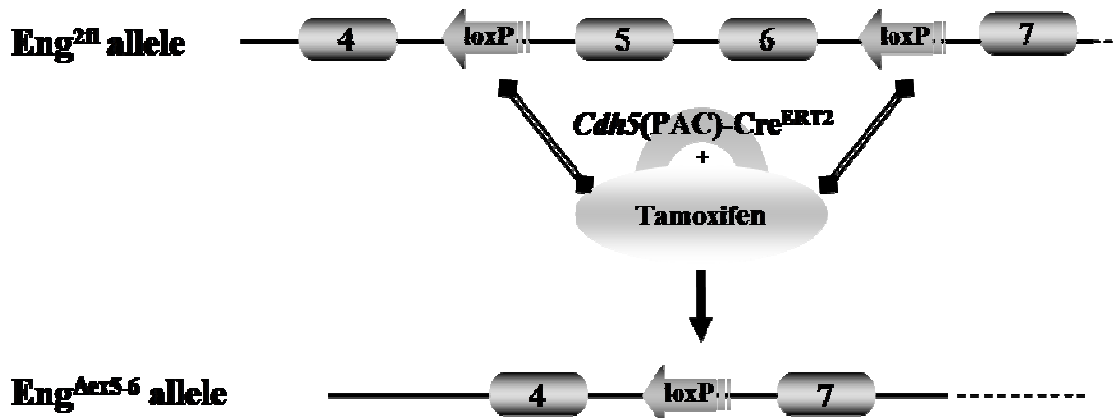 Eng2fl allele 4 loxP 5 6 loxP 7
Cdh5(PAC)-CreERT2
+
Tamoxifen
EngΔex5-6 allele 4 loxP 7